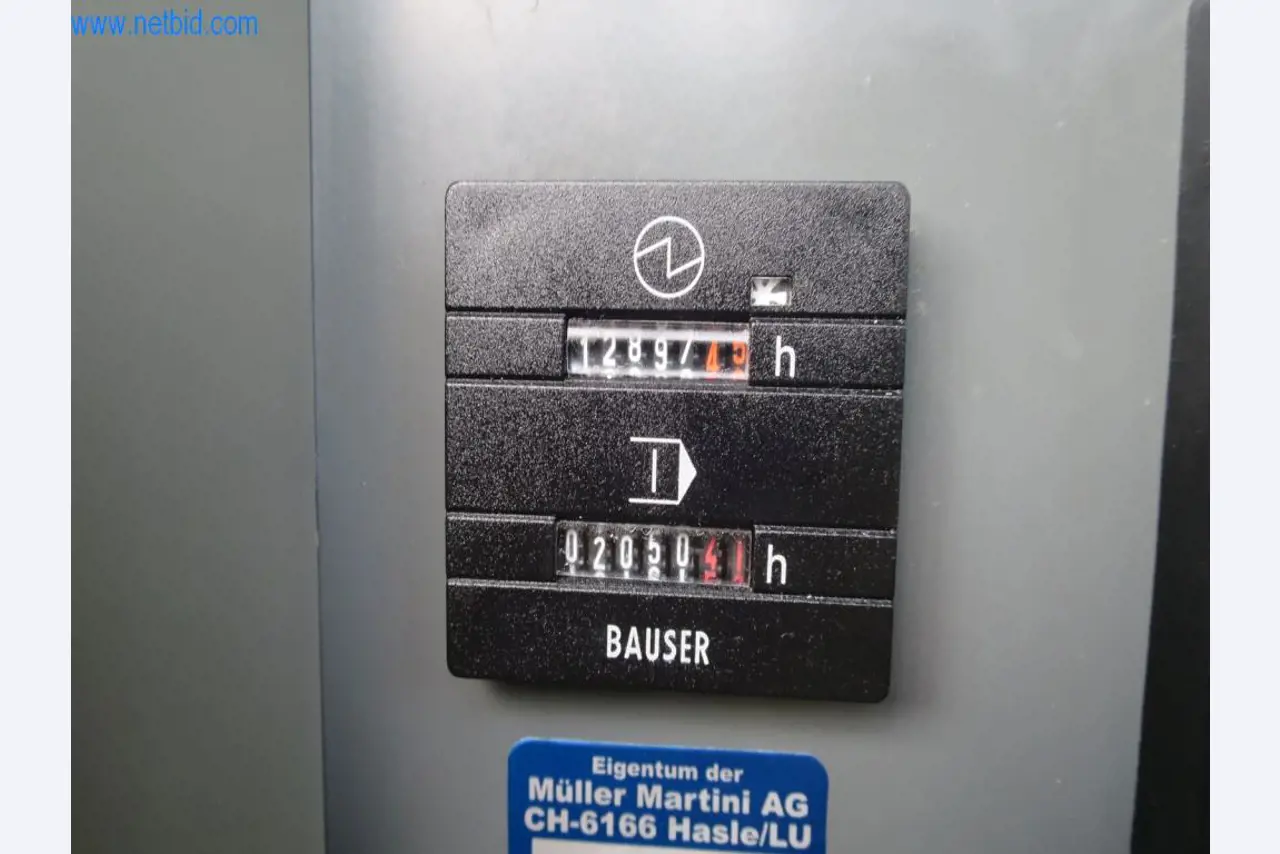 www.netbid.com
1289745
h
0205041
h
BAUSER
Eigentum der
Müller Martini AG
CH-6166 Hasle/LU